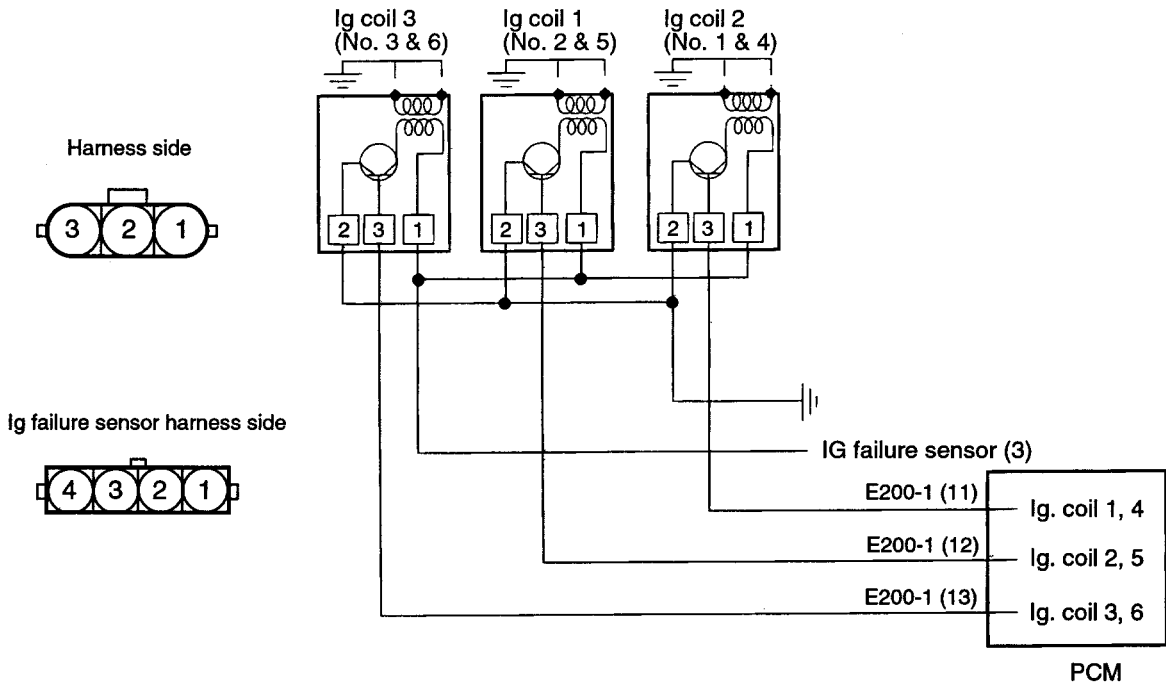 Ig coil 3
(No. 3 & 6)
Ig coil 1
(No. 2 & 5)
Ig coil 2
(No. 1 & 4)
Harness side
3 2 1
2 3 1
2 3 1
2 3 1
Ig failure sensor harness side
4 3 2 1
IG failure sensor (3)
E200-1 (11)
Ig. coil 1, 4
E200-1 (12)
Ig. coil 2, 5
E200-1 (13)
Ig. coil 3, 6
PCM